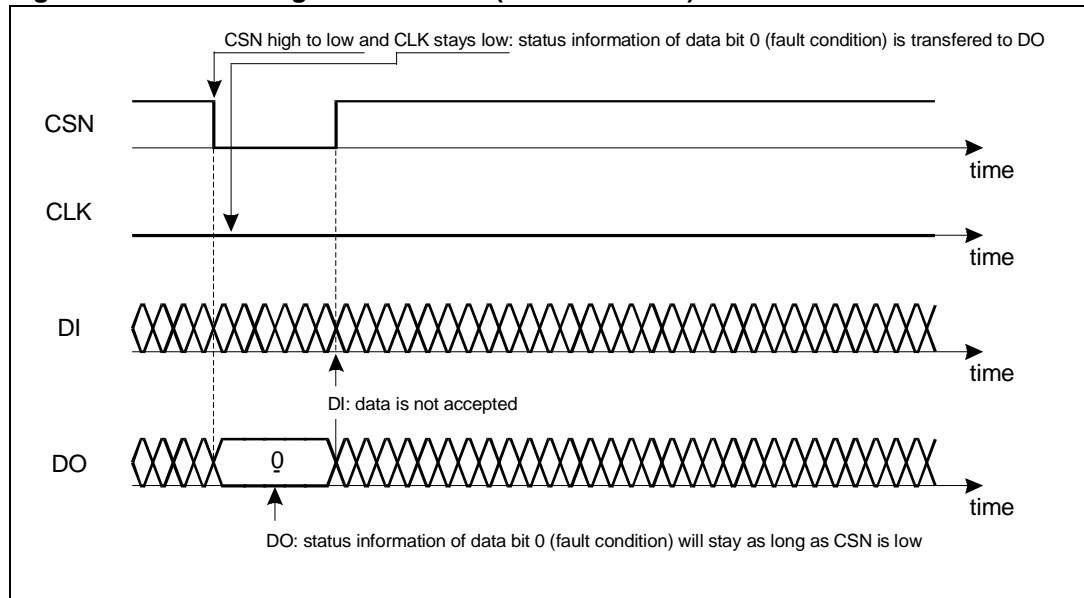 CSN high to low and CLK stays low: status information of data bit 0 (fault condition) is transfered to DO
CSN
time
CLK
time
DI
time
DI: data is not accepted
DO
0
time
DO: status information of data bit 0 (fault condition) will stay as long as CSN is low